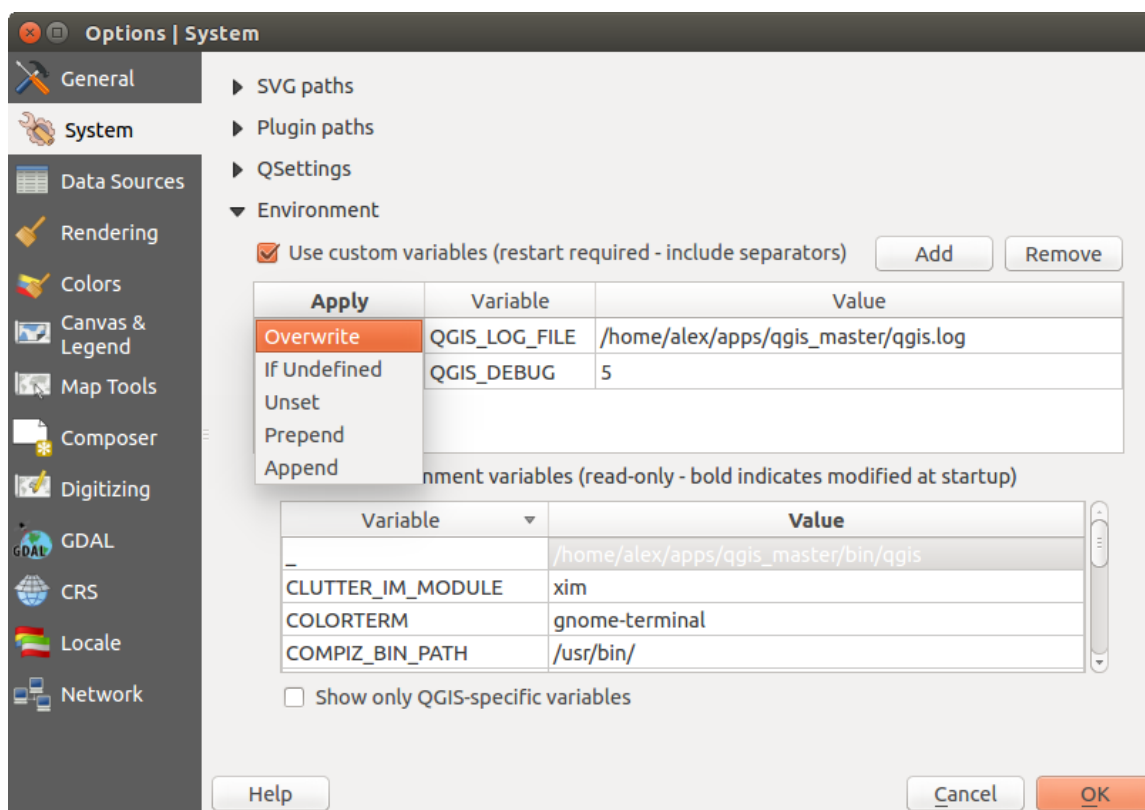 Options | System
General
System
Data Sources
Rendering
Colors
Canvas &
Legend
Map Tools
Composer
Digitizing
GDAL
GDAL
CRS
Locale
Network
SVG paths
Plugin paths
QSettings
Environment
Use custom variables (restart required - include separators) Add Remove
Apply Variable Value
Overwrite QGIS_LOG_FILE /home/alex/apps/qgis_master/qgis.log
If Undefined QGIS_DEBUG 5
Unset
Prepend
Append
nment variables (read-only - bold indicates modified at startup)
Variable Value
_ /home/alex/apps/qgis_master/bin/qgis
CLUTTER_IM_MODULE xim
COLORTERM gnome-terminal
COMPIZ_BIN_PATH /usr/bin/
Show only QGIS-specific variables
Help Cancel OK